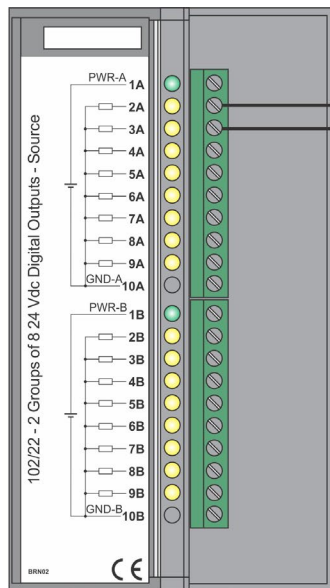 102/22 - 2 Groups of 8 24 Vdc Digital Outputs - Source
PWR-A
1A
2A
3A
4A
5A
6A
7A
8A
9A
GND-A
10A
PWR-B
1B
2B
3B
4B
5B
6B
7B
8B
9B
GND-B
10B
BRN02
CE